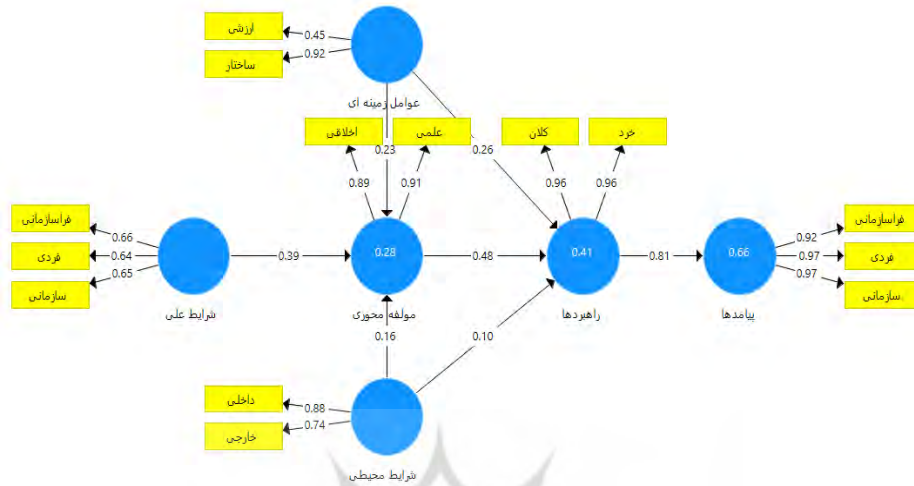 ارزشی
0.45
ساختار
0.92
عوامل زمینه ای
اخلاقی
علمی
0.23
0.26
کلان
خرد
0.89
0.91
0.96
0.96
فراسازمانی
0.66
فردی
0.64
سازمانی
0.65
شرایط علی
0.39
0.28
مولفه محوری
0.48
0.41
راهبردها
0.81
0.66
پیامدها
فراسازمانی
0.92
فردی
0.97
سازمانی
0.97
0.16
0.10
داخلی
0.88
خارجی
0.74
شرایط محیطی